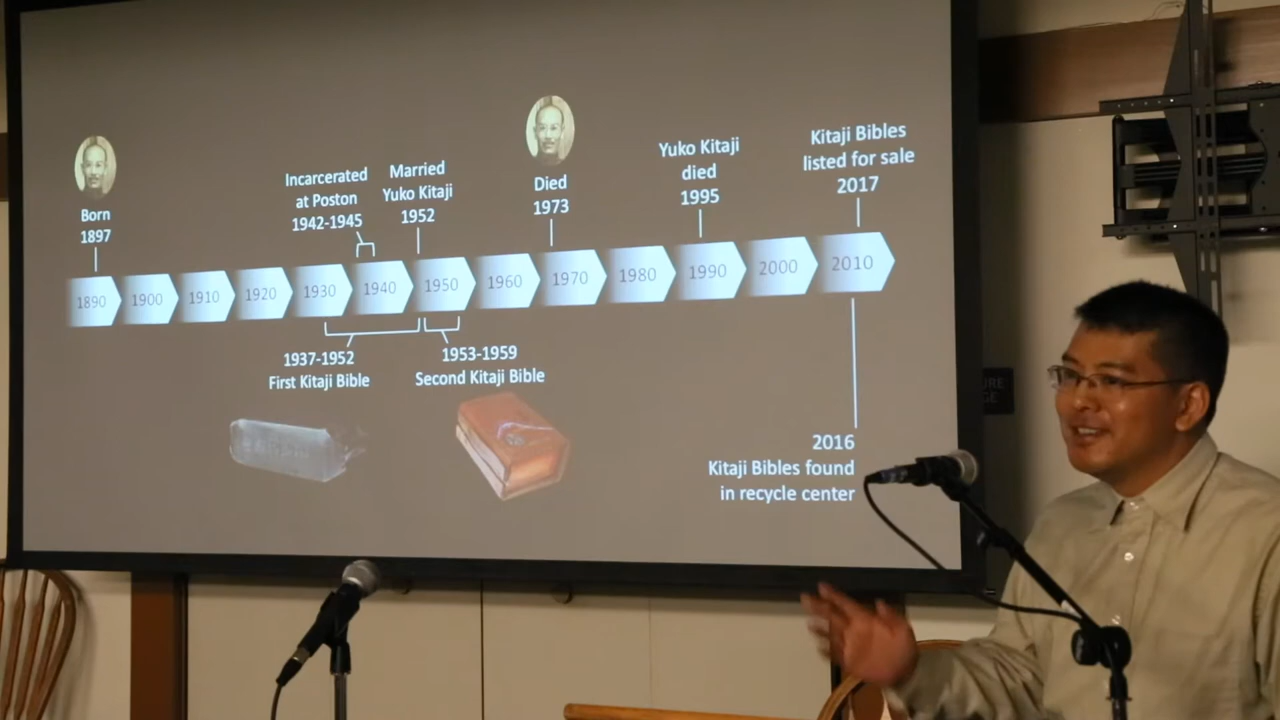 Born
1897
Incarcerated
at Poston
1942-1945
Married
Yuko Kitaji
1952
Died
1973
Yuko Kitaji
died
1995
Kitaji Bibles
listed for sale
2017
1890
1900
1910
1920
1930
1940
1950
1960
1970
1980
1990
2000
2010
1937-1952
First Kitaji Bible
1953-1959
Second Kitaji Bible
2016
Kitaji Bibles found
in recycle center